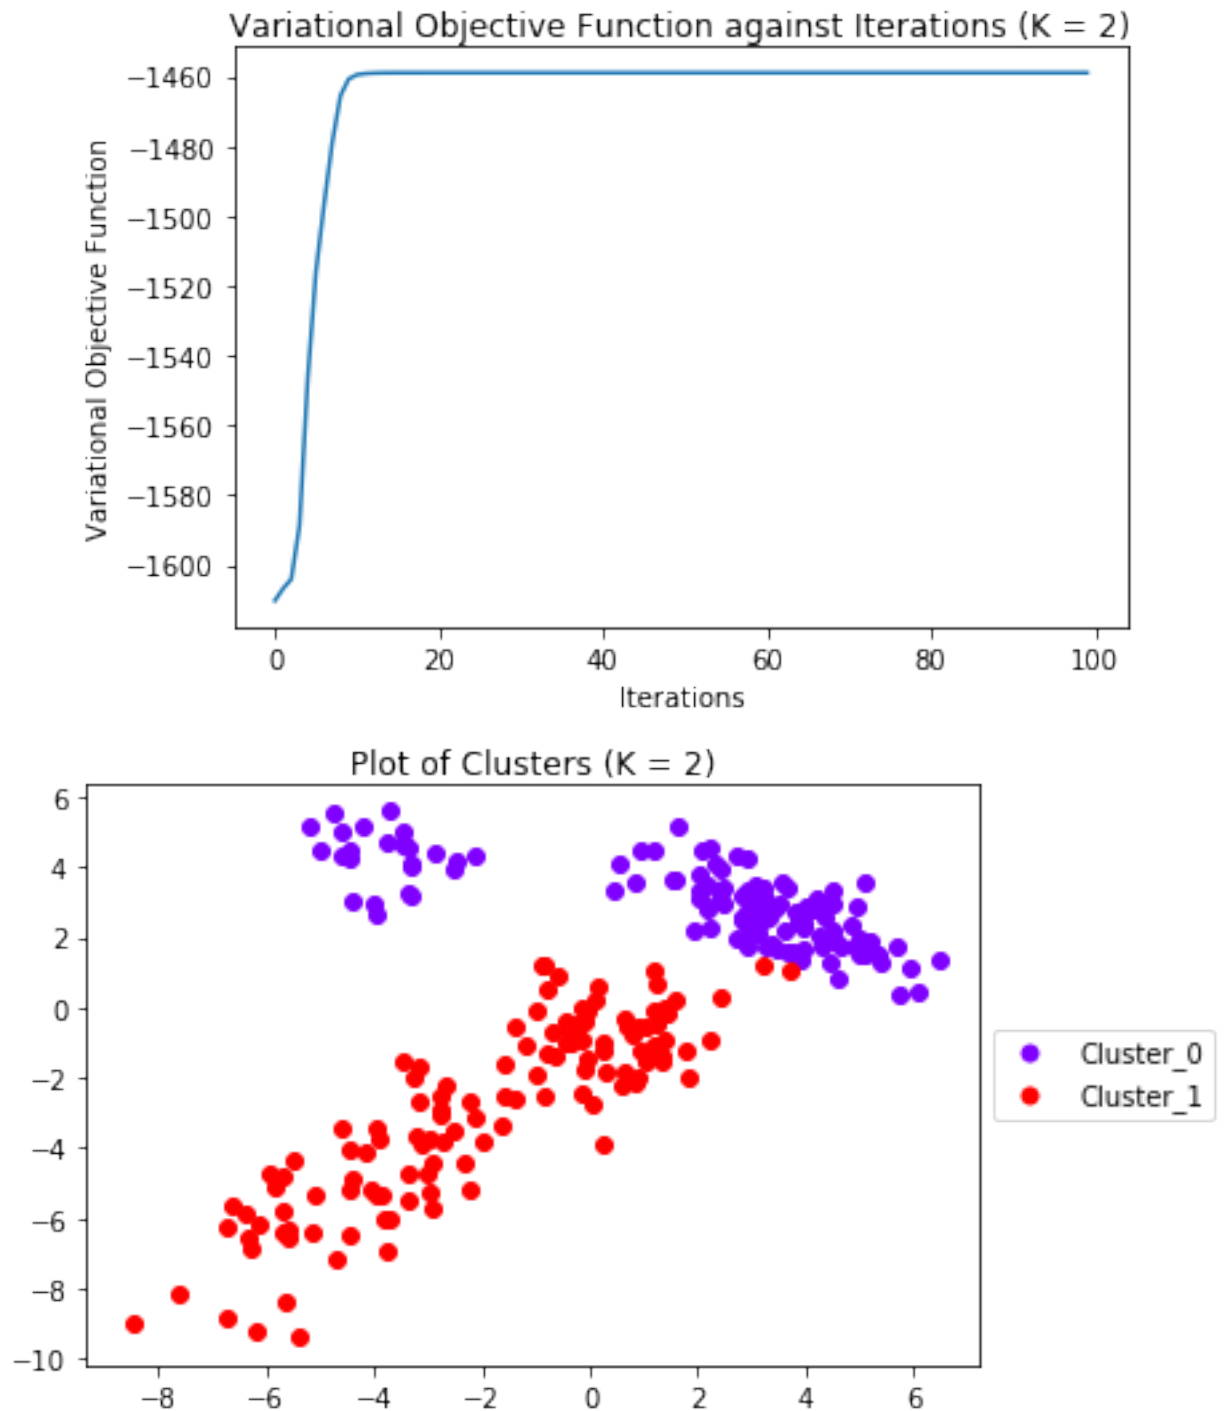 Variational Objective Function against Iterations (K = 2)
Variational Objective Function
−1460
−1480
−1500
−1520
−1540
−1560
−1580
−1600
0 20 40 60 80 100
Iterations
Plot of Clusters (K = 2)
6
4
2
0
−2
−4
−6
−8
−10
−8 −6 −4 −2 0 2 4 6
Cluster_0
Cluster_1